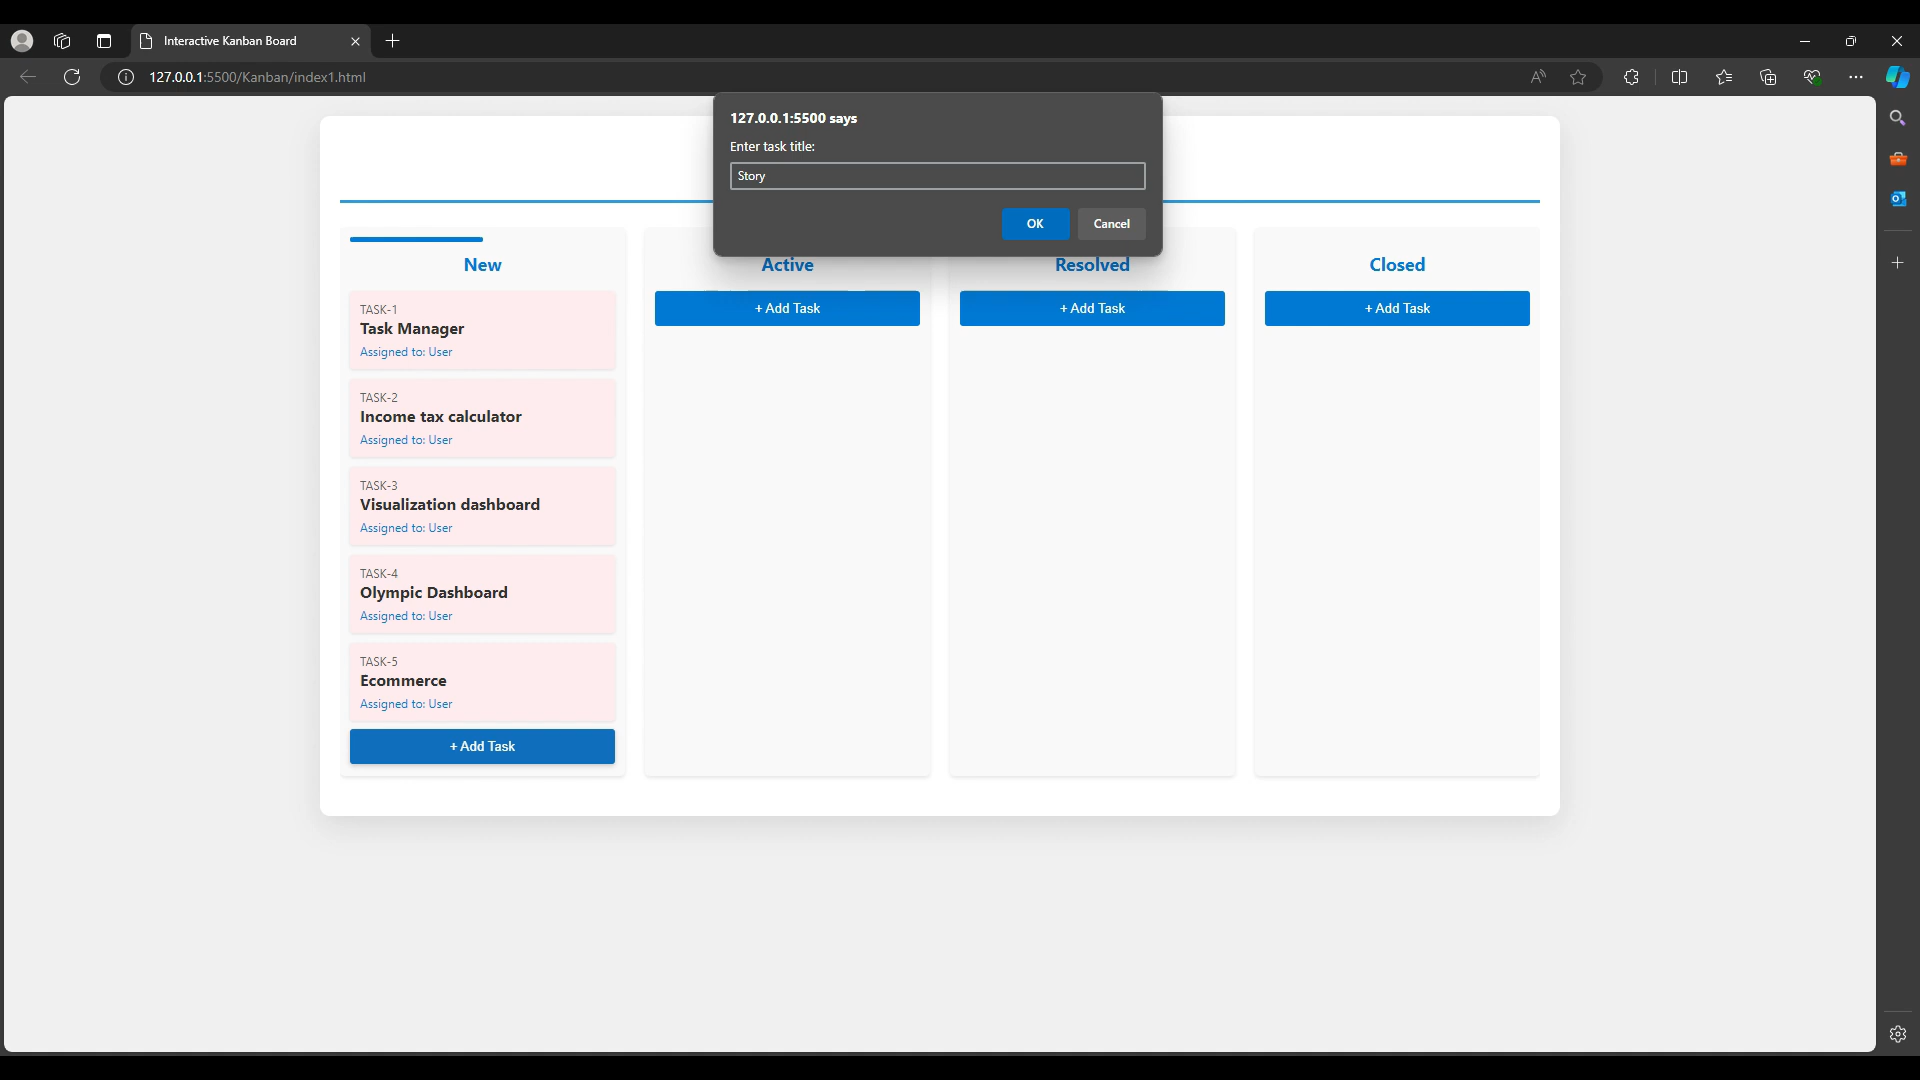 Interactive Kanban Board
127.0.0.1:5500/Kanban/index1.html
127.0.0.1:5500 says
Enter task title:
Story
OK
Cancel
New
Active
Resolved
Closed
TASK-1
Task Manager
Assigned to: User
TASK-2
Income tax calculator
Assigned to: User
TASK-3
Visualization dashboard
Assigned to: User
TASK-4
Olympic Dashboard
Assigned to: User
TASK-5
Ecommerce
Assigned to: User
+ Add Task
+ Add Task
+ Add Task
+ Add Task